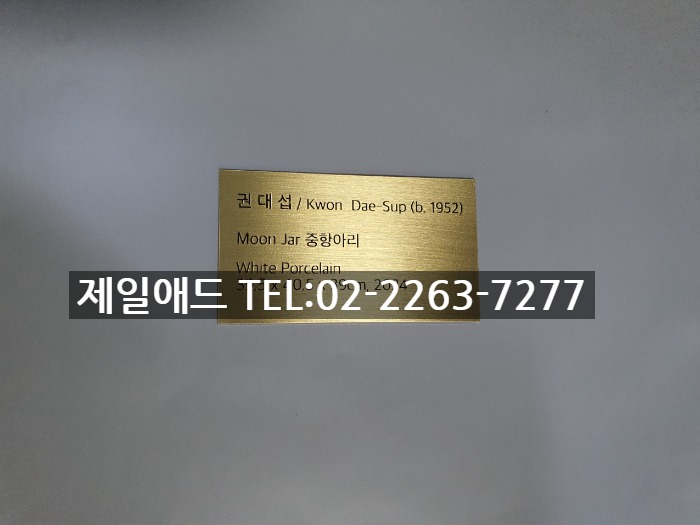 권 대 섭 / Kwon Dae-Sup (b. 1952)
Moon Jar 중항아리
White Porcelain
제일애드 TEL:02-2263-7277